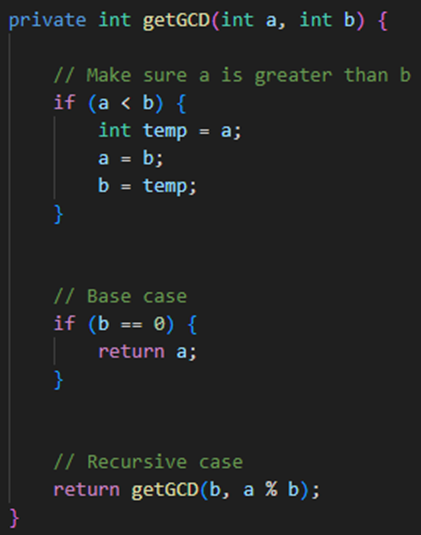 private int getGCD(int a, int b) {
// Make sure a is greater than b
if (a < b) {
int temp = a;
a = b;
b = temp;
}
// Base case
if (b == 0) {
return a;
}
// Recursive case
return getGCD(b, a % b);
}